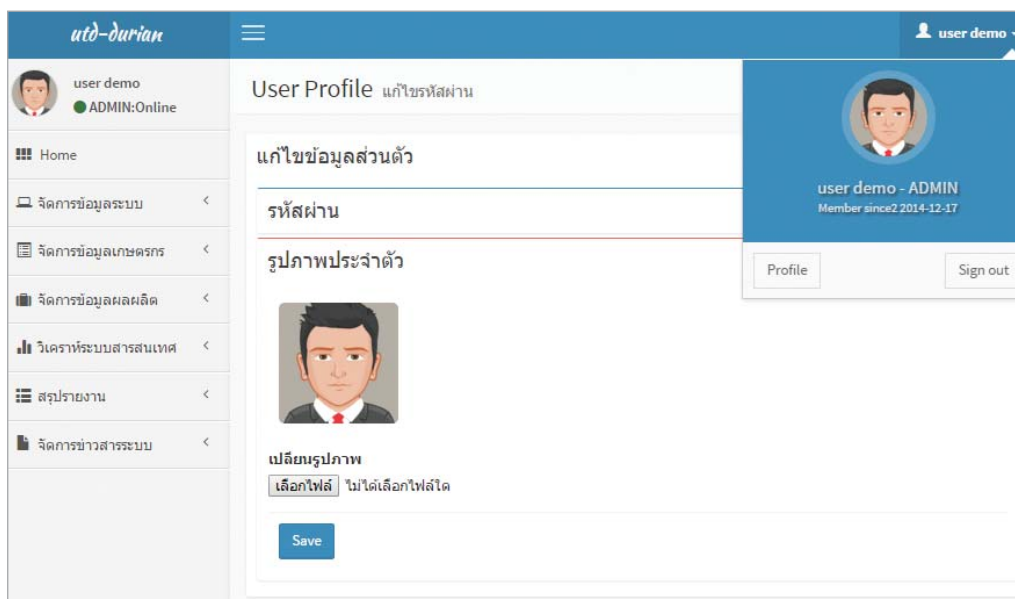 utd-durian
user demo
user demo
ADMIN:Online
Home
จัดการข้อมูลระบบ
จัดการข้อมูลเกษตรกร
จัดการข้อมูลผลผลิต
วิเคราห์ระบบสารสนเทศ
สรุปรายงาน
จัดการข่าวสารระบบ
User Profile แก้ไขรหัสผ่าน
แก้ไขข้อมูลส่วนตัว
รหัสผ่าน
รูปภาพประจำตัว
เปลี่ยนรูปภาพ
เลือกไฟล์ ไม่ได้เลือกไฟล์ใด
Save
user demo - ADMIN
Member since2 2014-12-17
Profile
Sign out